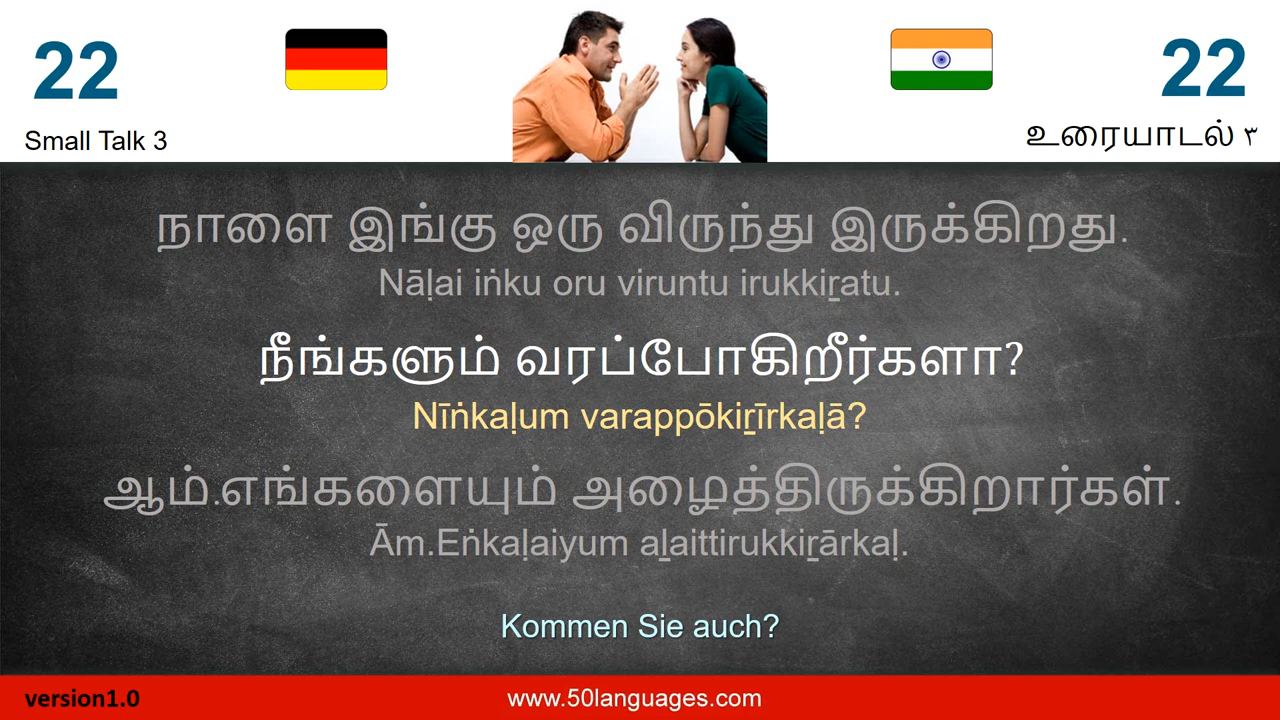 22
Small Talk 3
22
உரையாடல் ३
நாளை இங்கு ஒரு விருந்து இருக்கிறது.
Nāḷai iṅku oru viruntu irukkiṟatu.
நீங்களும் வரப்போகிறீர்களா?
Nīṅkaḷum varappōkiṟīrkaḷā?
ஆம்.எங்களையும் அழைத்திருக்கிறார்கள்.
Ām.Eṅkaḷaiyum aḻaittirukkiṟārkaḷ.
Kommen Sie auch?
version1.0
www.50languages.com